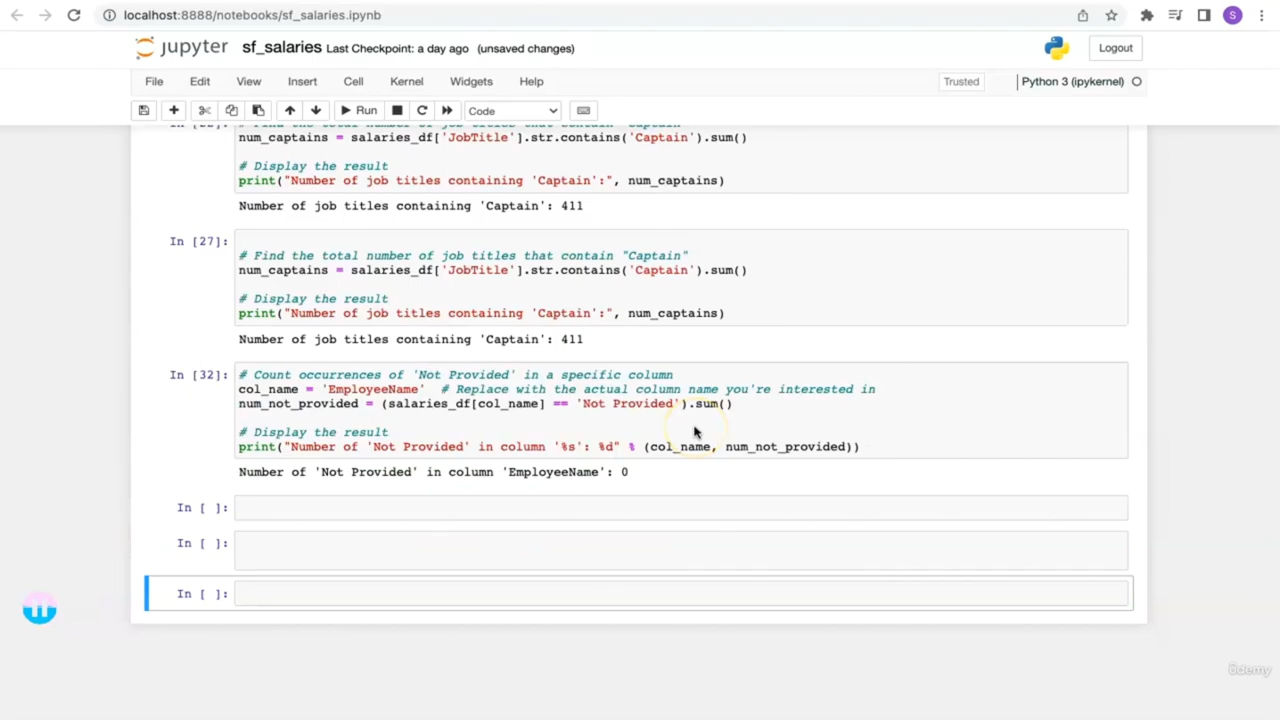 localhost:8888/notebooks/sf_salaries.ipynb
S
jupyter sf_salaries Last Checkpoint: a day ago (unsaved changes)
Logout
File Edit View Insert Cell Kernel Widgets Help
Trusted
Python 3 (ipykernel)
Run
Code
num_captains = salaries_df['JobTitle'].str.contains('Captain').sum()
# Display the result
print("Number of job titles containing 'Captain':", num_captains)
Number of job titles containing 'Captain': 411
In [27]:
# Find the total number of job titles that contain "Captain"
num_captains = salaries_df['JobTitle'].str.contains('Captain').sum()
# Display the result
print("Number of job titles containing 'Captain':", num_captains)
Number of job titles containing 'Captain': 411
In [32]: # Count occurrences of 'Not Provided' in a specific column
col_name = 'EmployeeName' # Replace with the actual column name you're interested in
num_not_provided = (salaries_df[col_name] == 'Not Provided').sum()
# Display the result
print("Number of 'Not Provided' in column '%s': %d" % (col_name, num_not_provided))
Number of 'Not Provided' in column 'EmployeeName': 0
In [ ]:
In [ ]:
In [ ]:
ûdemy